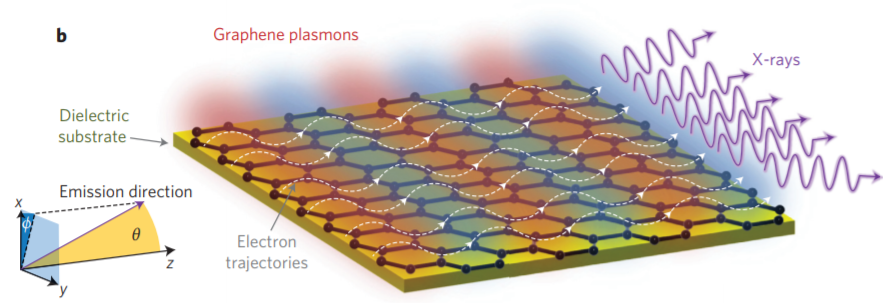 b
Graphene plasmons
X-rays
Dielectric
substrate
Emission direction
x
ϕ
θ
z
y
Electron
trajectories